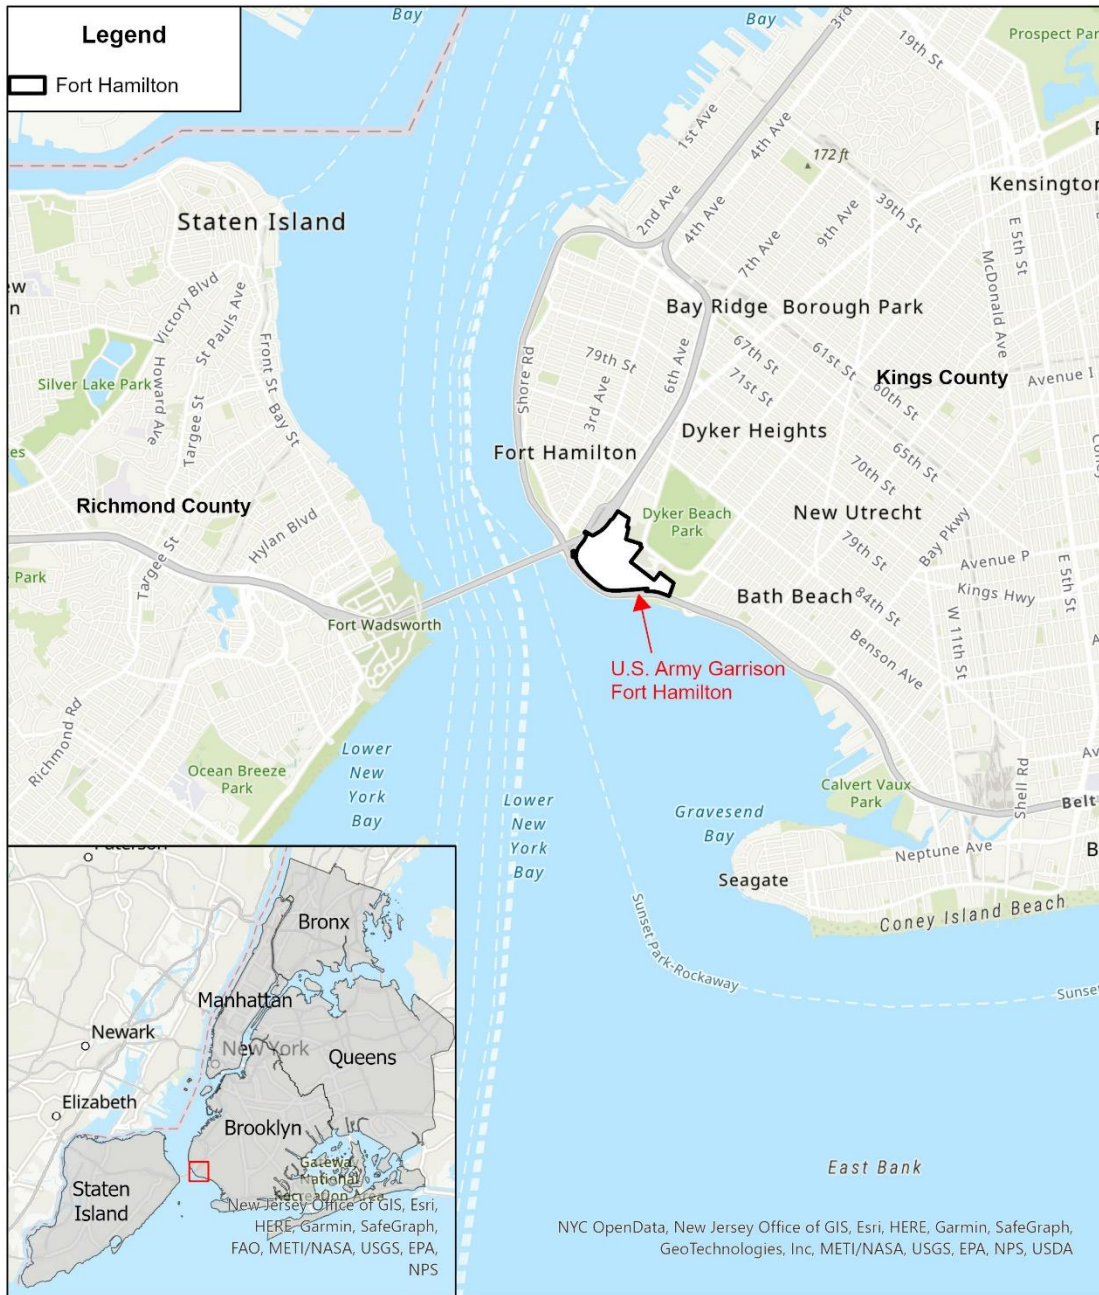 Legend
Fort Hamilton
Bay
Bay
3rd
Prospect Par
19th St
1st Ave
4th Ave
172 ft
Kensington
2nd Ave
4th Ave
39th St
9th Ave
7th Ave
E 5th St
McDonald Ave
Staten Island
Victory Blvd
St Pauls Ave
Bay Ridge
Borough Park
67th St
61st St
60th St
79th St
71st St
6th Ave
Shore Rd
3rd Ave
Kings County
Avenue I
Silver Lake Park
Howard Ave
Front St
Bay St
Targee St
Dyker Heights
Fort Hamilton
65th St
70th St
Richmond County
Hylan Blvd
Dyker Beach
Park
New Utrecht
79th St
Bay Pkwy
Avenue P
E 5th St
Park
Targee St
Kings Hwy
84th St
Bath Beach
W 11th St
Fort Wadsworth
Benson Ave
U.S. Army Garrison
Fort Hamilton
Richmond Rd
Ocean Breeze
Park
Lower
New
York
Bay
Lower
New
York
Bay
Gravesend
Bay
Calvert Vaux
Park
Shell Rd
Belt
Neptune Ave
Seagate
Coney Island Beach
Sunset Park-Rockaway
Sunset
East Bank
Paterson
Bronx
Manhattan
Newark
New York
Queens
Elizabeth
Brooklyn
Staten
Island
Gateway
National
Recreation Area
New Jersey Office of GIS, Esri,
HERE, Garmin, SafeGraph,
FAO, METI/NASA, USGS, EPA,
NPS
NYC OpenData, New Jersey Office of GIS, Esri, HERE, Garmin, SafeGraph,
GeoTechnologies, Inc, METI/NASA, USGS, EPA, NPS, USDA